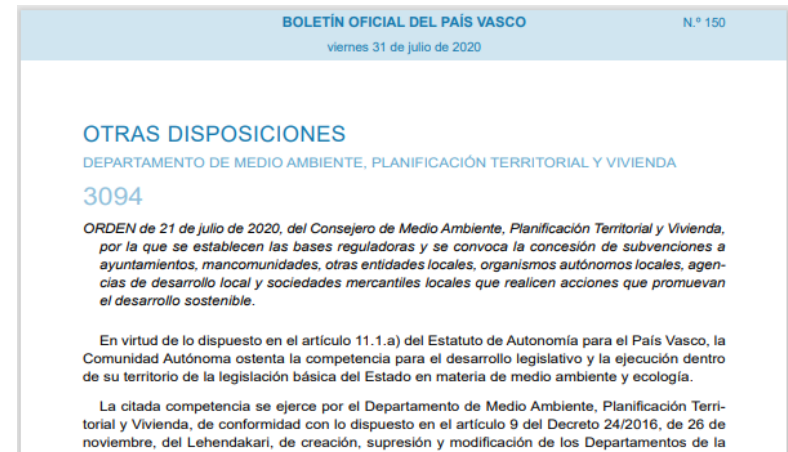 BOLETÍN OFICIAL DEL PAÍS VASCO
N.º 150
viernes 31 de julio de 2020
OTRAS DISPOSICIONES
DEPARTAMENTO DE MEDIO AMBIENTE, PLANIFICACIÓN TERRITORIAL Y VIVIENDA
3094
ORDEN de 21 de julio de 2020, del Consejero de Medio Ambiente, Planificación Territorial y Vivienda,
por la que se establecen las bases reguladoras y se convoca la concesión de subvenciones a
ayuntamientos, mancomunidades, otras entidades locales, organismos autónomos locales, agen-
cias de desarrollo local y sociedades mercantiles locales que realicen acciones que promuevan
el desarrollo sostenible.
En virtud de lo dispuesto en el artículo 11.1.a) del Estatuto de Autonomía para el País Vasco, la
Comunidad Autónoma ostenta la competencia para el desarrollo legislativo y la ejecución dentro
de su territorio de la legislación básica del Estado en materia de medio ambiente y ecología.
La citada competencia se ejerce por el Departamento de Medio Ambiente, Planificación Terri-
torial y Vivienda, de conformidad con lo dispuesto en el artículo 9 del Decreto 24/2016, de 26 de
noviembre, del Lehendakari, de creación, supresión y modificación de los Departamentos de la